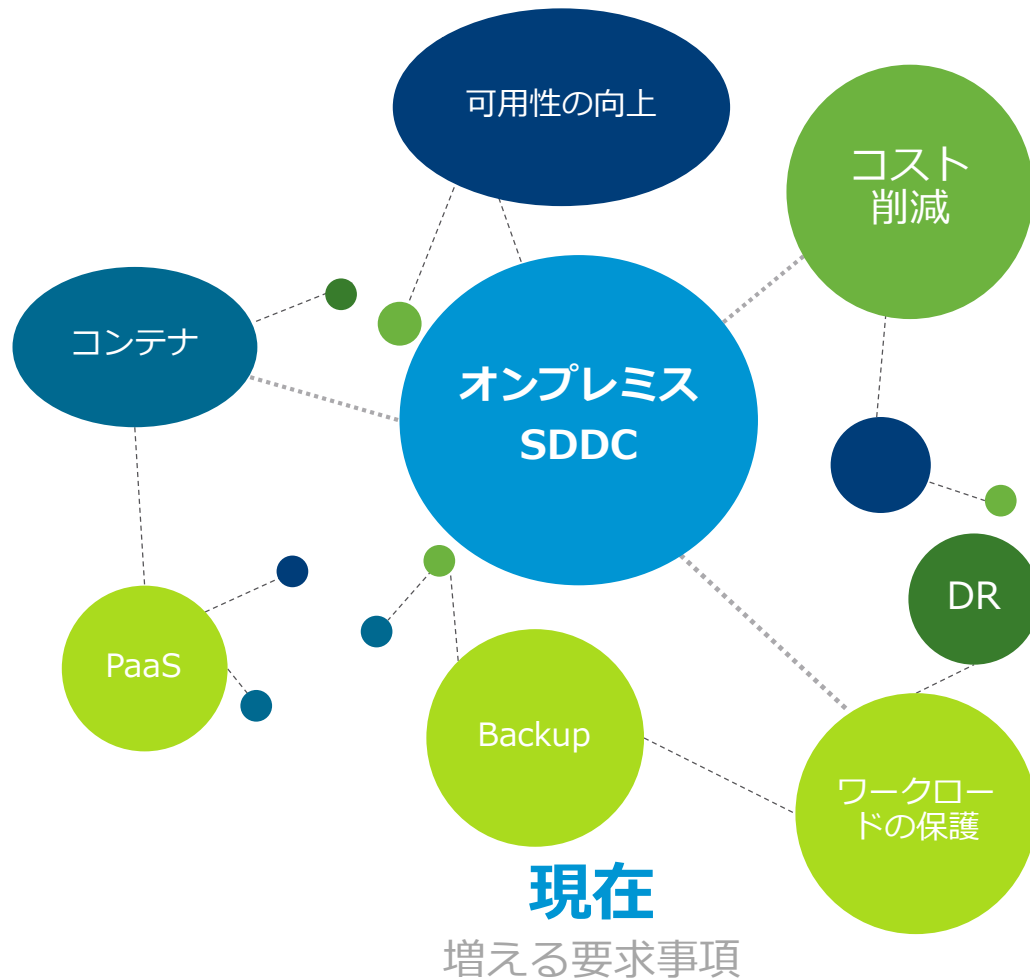 可用性の向上
コスト
削減
コンテナ
オンプレミス
SDDC
DR
PaaS
Backup
ワークロー
ドの保護
現在
増える要求事項